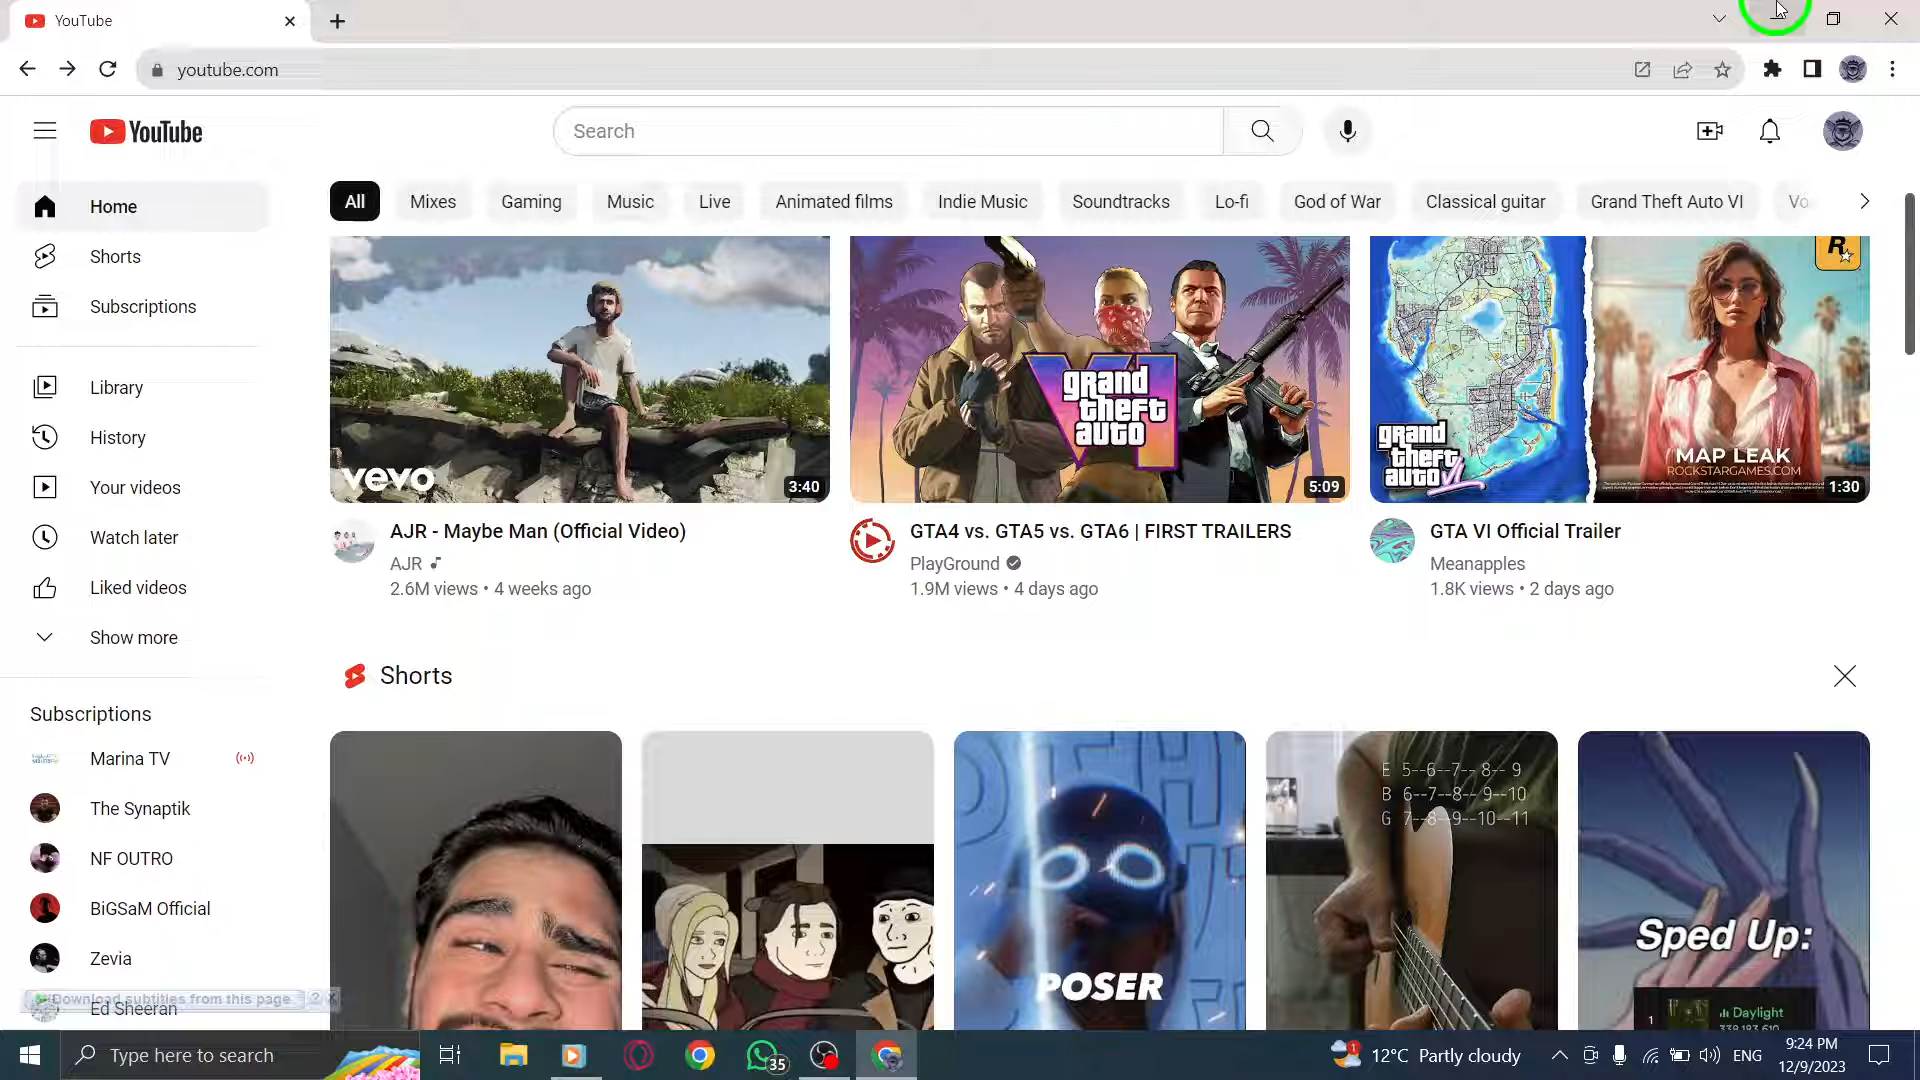 YouTube
youtube.com
YouTube
Search
All
Mixes
Gaming
Music
Live
Animated films
Indie Music
Soundtracks
Lo-fi
God of War
Classical guitar
Grand Theft Auto VI
Vo
Home
Shorts
Subscriptions
Library
History
Your videos
Watch later
Liked videos
Show more
Subscriptions
Marina TV
The Synaptik
NF OUTRO
BiGSaM Official
Zevia
Download subtitles from this page
?
Ed Sheeran
vevo
3:40
AJR - Maybe Man (Official Video)
AJR
2.6M views • 4 weeks ago
grand
theft
auto
VI
5:09
GTA4 vs. GTA5 vs. GTA6 | FIRST TRAILERS
PlayGround
1.9M views • 4 days ago
R
grand
theft
auto
VI
MAP LEAK
ROCKSTARGAMES.COM
1:30
GTA VI Official Trailer
Meanapples
1.8K views • 2 days ago
Shorts
POSER
E 5--6--7-- 8-- 9
B 6--7--8-- 9--10
G 7--8--9--10--11
Sped Up:
1
Daylight
Type here to search
35
1
12°C Partly cloudy
ENG
9:24 PM
12/9/2023